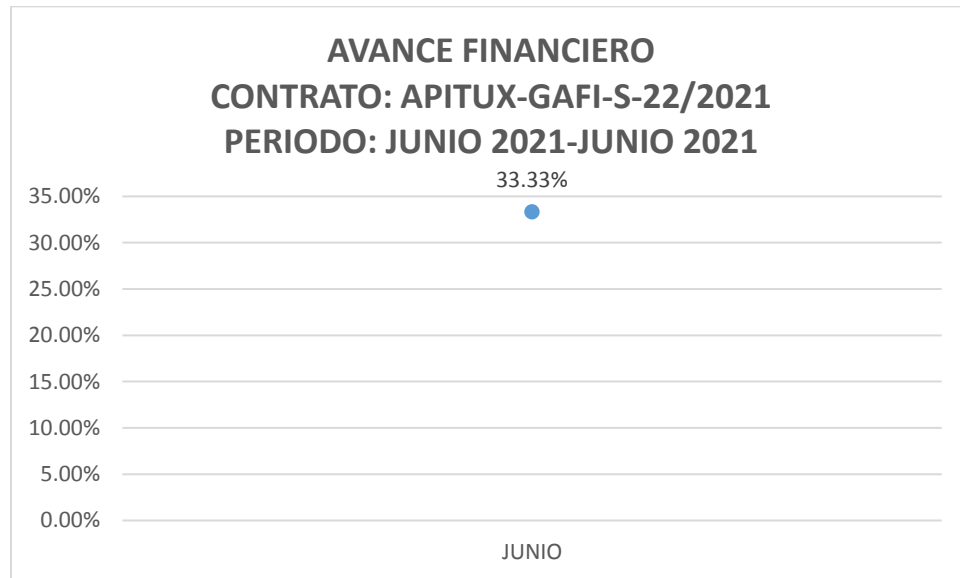 AVANCE FINANCIERO
CONTRATO: APITUX-GAFI-S-22/2021
PERIODO: JUNIO 2021-JUNIO 2021
33.33%
35.00%
30.00%
25.00%
20.00%
15.00%
10.00%
5.00%
0.00%
JUNIO